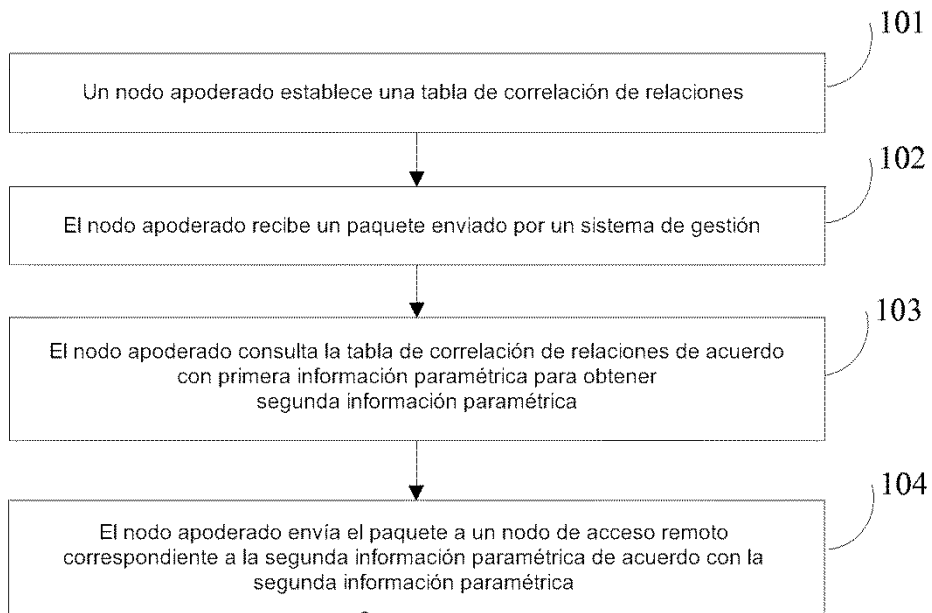 101
Un nodo apoderado establece una tabla de correlación de relaciones
102
El nodo apoderado recibe un paquete enviado por un sistema de gestión
103
El nodo apoderado consulta la tabla de correlación de relaciones de acuerdo
con primera información paramétrica para obtener
segunda información paramétrica
104
El nodo apoderado envía el paquete a un nodo de acceso remoto
correspondiente a la segunda información paramétrica de acuerdo con la
segunda información paramétrica